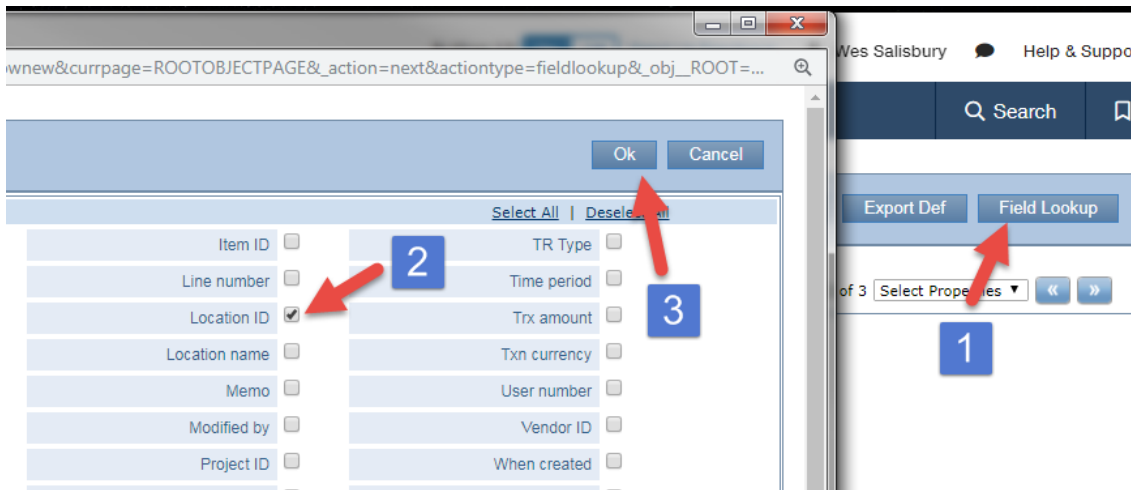 Wes Salisbury Help & Suppo
ownew&currpage=ROOTOBJECTPAGE&_action=next&actiontype=fieldlookup&_obj__ROOT=...
Search
Ok Cancel
Export Def Field Lookup
Select All | Deselect All
Item ID TR Type
2
Line number Time period
of 3 Select Properties « »
3
Location ID Trx amount
1
Location name Txn currency
Memo User number
Modified by Vendor ID
Project ID When created